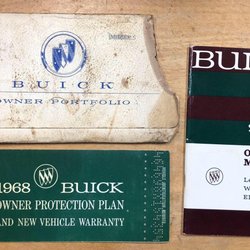 BUICK
OWNER PORTFOLIO
1968 BUICK
OWNER PROTECTION PLAN
AND NEW VEHICLE WARRANTY
BUI